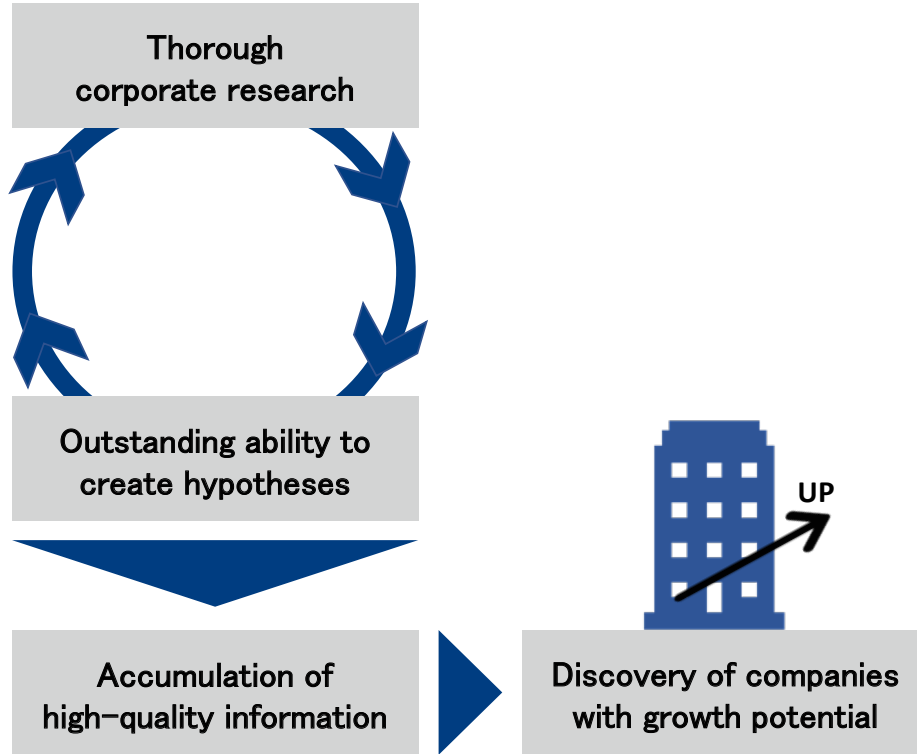 Thorough
corporate research
Outstanding ability to
create hypotheses
UP
Accumulation of
high-quality information
Discovery of companies
with growth potential